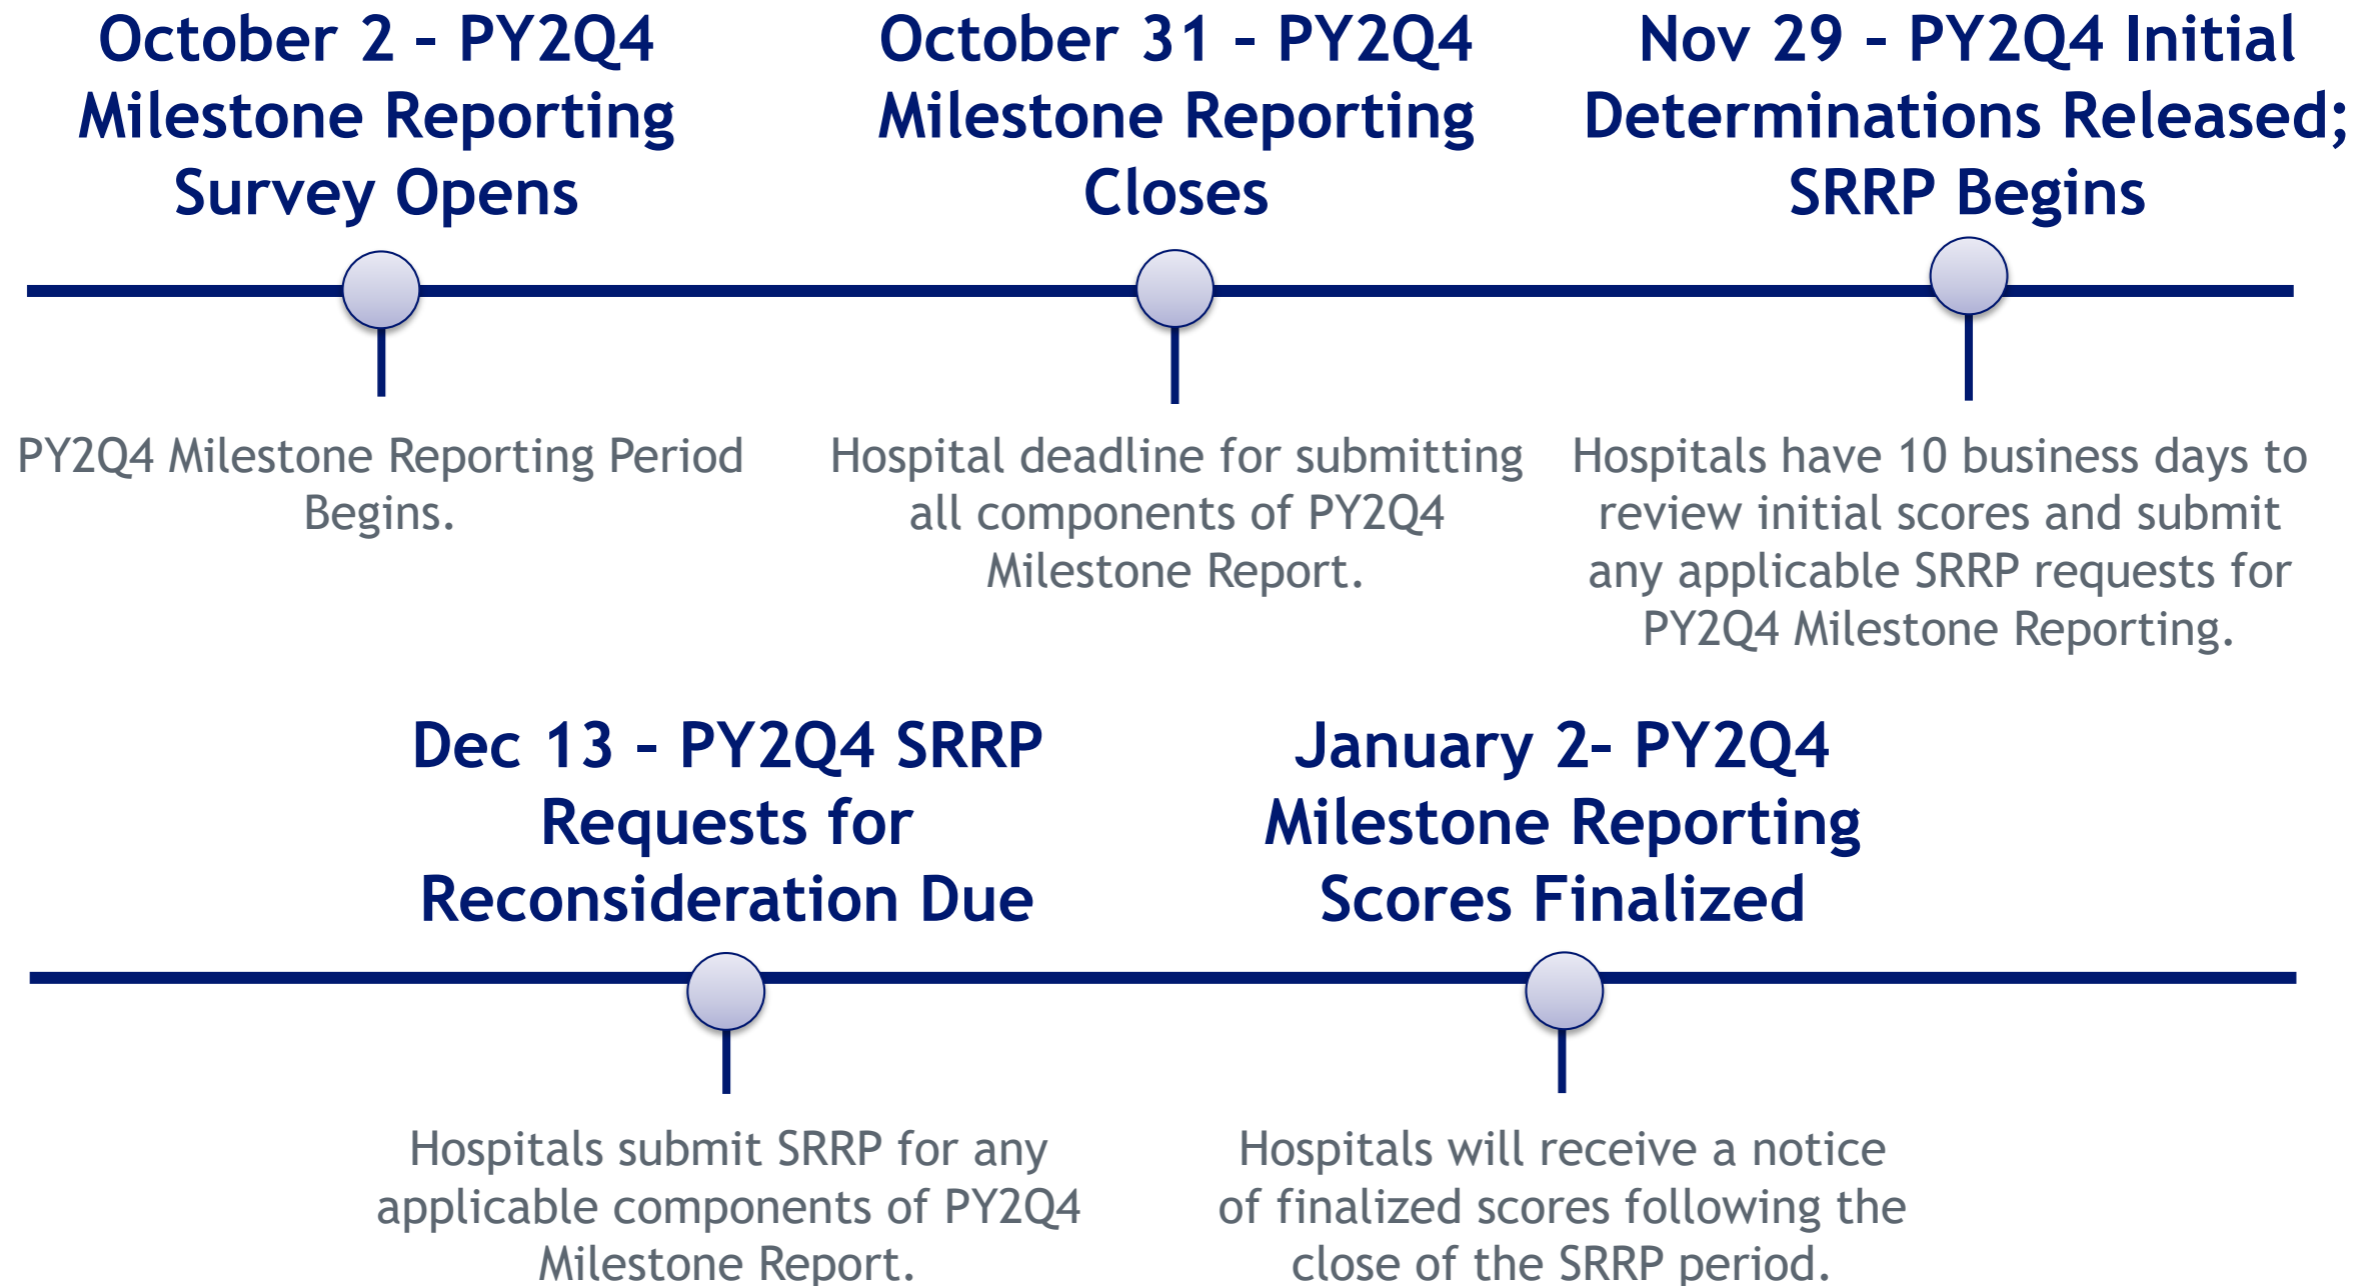 October 2 – PY2Q4
Milestone Reporting
Survey Opens
PY2Q4 Milestone Reporting Period
Begins.
October 31 – PY2Q4
Milestone Reporting
Closes
Hospital deadline for submitting
all components of PY2Q4
Milestone Report.
Nov 29 – PY2Q4 Initial
Determinations Released;
SRRP Begins
Hospitals have 10 business days to
review initial scores and submit
any applicable SRRP requests for
PY2Q4 Milestone Reporting.
Dec 13 – PY2Q4 SRRP
Requests for
Reconsideration Due
Hospitals submit SRRP for any
applicable components of PY2Q4
Milestone Report.
January 2– PY2Q4
Milestone Reporting
Scores Finalized
Hospitals will receive a notice
of finalized scores following the
close of the SRRP period.